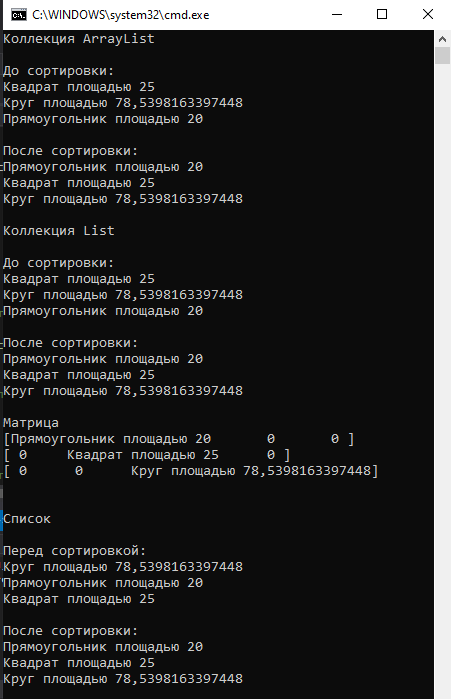 C:\WINDOWS\system32\cmd.exe
Коллекция ArrayList
До сортировки:
Квадрат площадью 25
Круг площадью 78,5398163397448
Прямоугольник площадью 20
После сортировки:
Прямоугольник площадью 20
Квадрат площадью 25
Круг площадью 78,5398163397448
Коллекция List
До сортировки:
Квадрат площадью 25
Круг площадью 78,5398163397448
Прямоугольник площадью 20
После сортировки:
Прямоугольник площадью 20
Квадрат площадью 25
Круг площадью 78,5398163397448
Матрица
[Прямоугольник площадью 20       0       0 ]
[ 0     Квадрат площадью 25      0 ]
[ 0      0      Круг площадью 78,5398163397448]
Список
Перед сортировкой:
Круг площадью 78,5398163397448
Прямоугольник площадью 20
Квадрат площадью 25
После сортировки:
Прямоугольник площадью 20
Квадрат площадью 25
Круг площадью 78,5398163397448